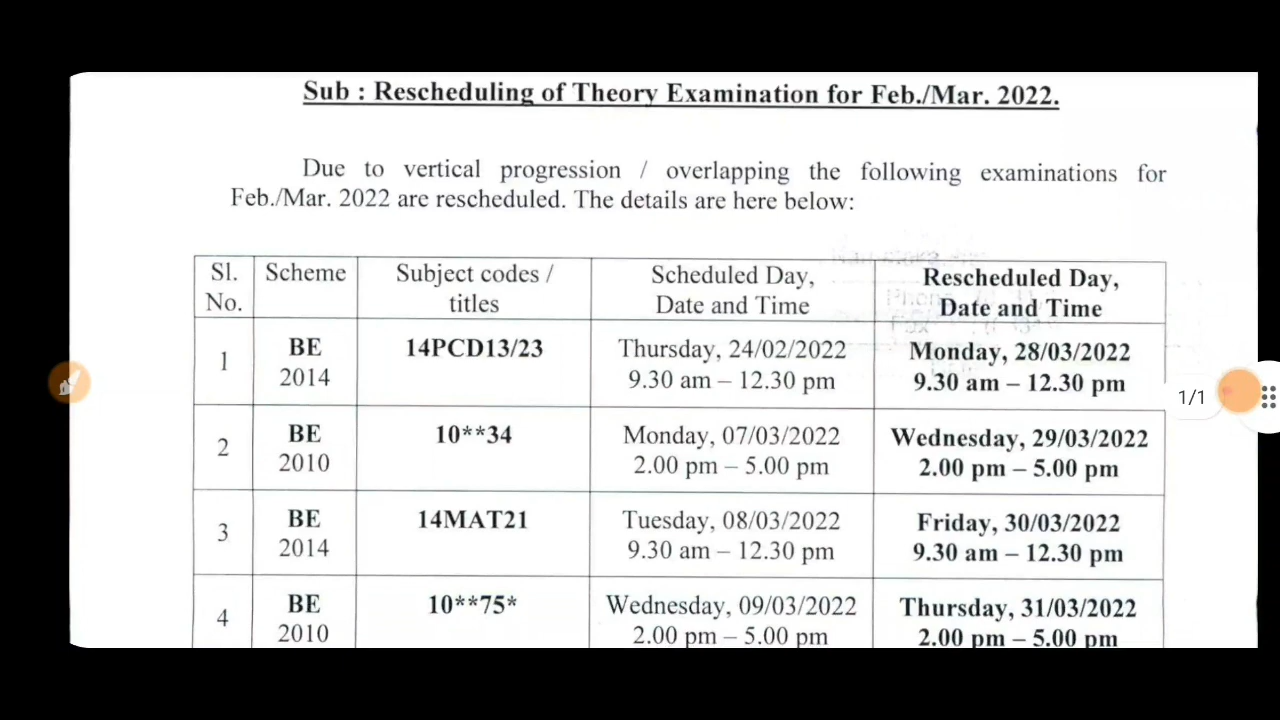 Sub : Rescheduling of Theory Examination for Feb./Mar. 2022.
Due to vertical progression / overlapping the following examinations for
Feb./Mar. 2022 are rescheduled. The details are here below:
Sl. No. Scheme Subject codes / titles Scheduled Day, Date and Time Rescheduled Day, Date and Time
1 BE 2014 14PCD13/23 Thursday, 24/02/2022 9.30 am – 12.30 pm Monday, 28/03/2022 9.30 am – 12.30 pm
1/1
2 BE 2010 10**34 Monday, 07/03/2022 2.00 pm – 5.00 pm Wednesday, 29/03/2022 2.00 pm – 5.00 pm
3 BE 2014 14MAT21 Tuesday, 08/03/2022 9.30 am – 12.30 pm Friday, 30/03/2022 9.30 am – 12.30 pm
4 BE 2010 10**75* Wednesday, 09/03/2022 2.00 pm – 5.00 pm Thursday, 31/03/2022 2.00 pm – 5.00 pm